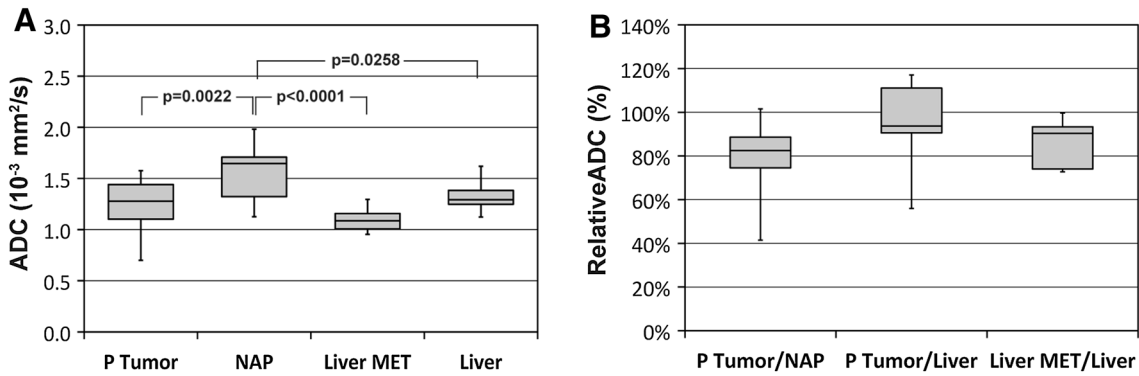 A
ADC (10⁻³ mm²/s)
3.0
2.5
2.0
1.5
1.0
0.5
0.0
p=0.0258
p=0.0022
p<0.0001
P Tumor
NAP
Liver MET
Liver
B
RelativeADC (%)
140%
120%
100%
80%
60%
40%
20%
0%
P Tumor/NAP
P Tumor/Liver
Liver MET/Liver